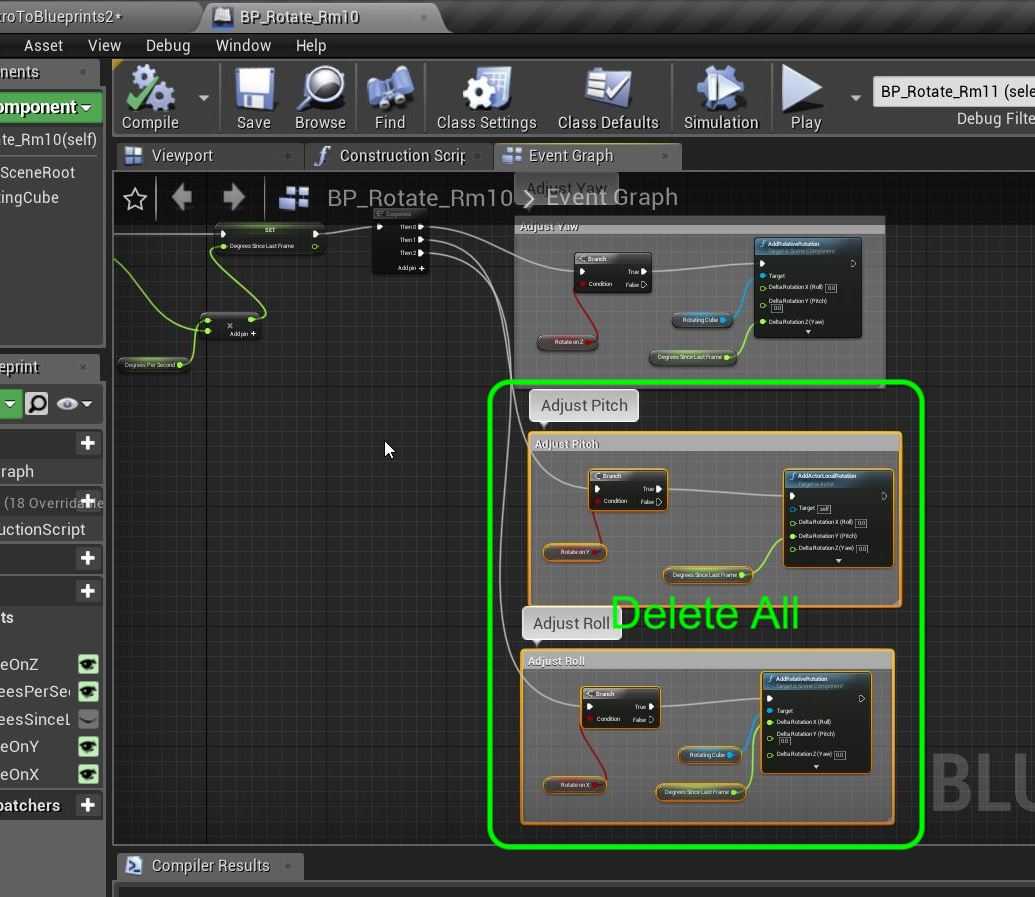 roToBlueprints2*
BP_Rotate_Rm10
Asset View Debug Window Help
nents
omponent
te_Rm10(self)
SceneRoot
ingCube
Compile
Save
Browse
Find
Class Settings
Class Defaults
Simulation
Play
BP_Rotate_Rm11 (sele
Debug Filte
Viewport
Construction Scrip
Event Graph
BP_Rotate_Rm10 > Event Graph
Adjust Yaw
Adjust Yaw
SET
Degrees Since Last Frame
Sequence
Then 0
Then 1
Then 2
Add pin +
X
Add pin +
Degrees Per Second
Branch
True
Condition
False
Rotate on Z
Rotating Cube
Degrees Since Last Frame
AddRelativeRotation
Target is Scene Component
Target
Delta Rotation X (Roll) 0.0
Delta Rotation Y (Pitch)
0.0
Delta Rotation Z (Yaw)
Adjust Pitch
Adjust Pitch
Branch
True
Condition
False
Rotate on Y
Degrees Since Last Frame
AddActorLocalRotation
Target is Actor
Target self
Delta Rotation X (Roll) 0.0
Delta Rotation Y (Pitch)
Delta Rotation Z (Yaw) 0.0
Delete All
Adjust Roll
Adjust Roll
Branch
True
Condition
False
Rotate on X
Rotating Cube
Degrees Since Last Frame
AddRelativeRotation
Target is Scene Component
Target
Delta Rotation X (Roll)
Delta Rotation Y (Pitch)
0.0
Delta Rotation Z (Yaw) 0.0
BLU
eprint
raph
(18 Overridable
uctionScript
ts
eOnZ
eesPerSec
eesSinceL
eOnY
eOnX
patchers
Compiler Results